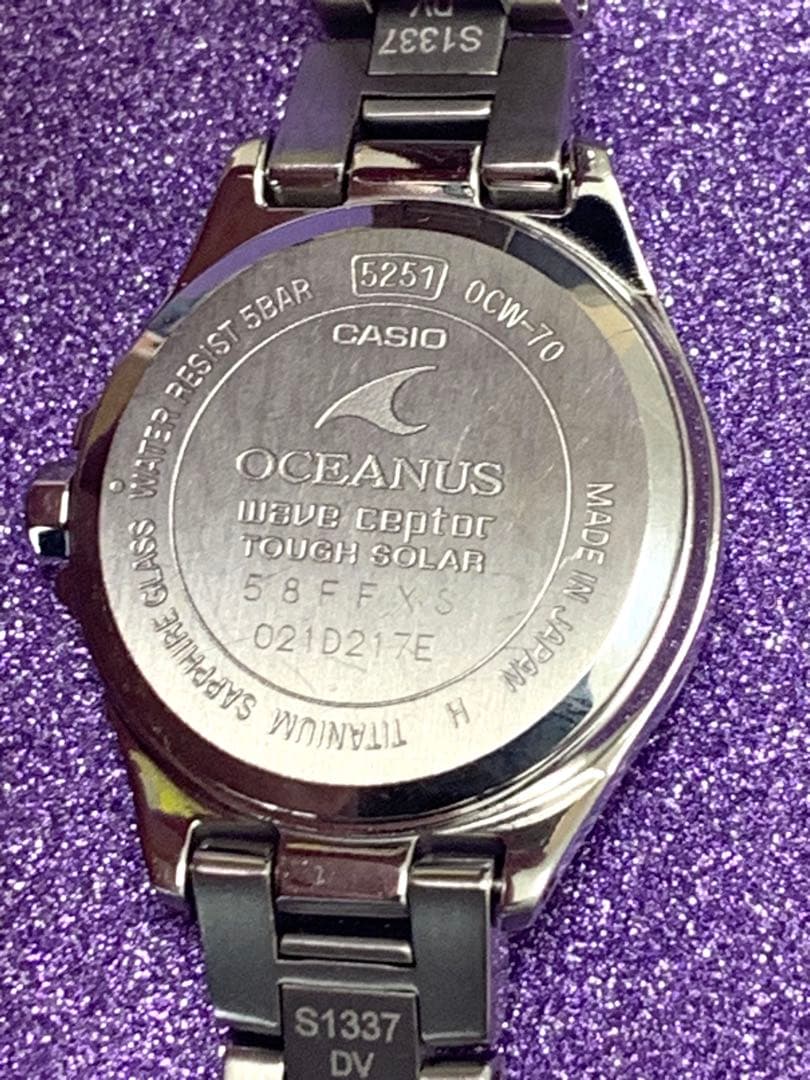 S1337
DV
5251 OCW-70
CASIO
OCEANUS
wave ceptor
TOUGH SOLAR
58FFXS
021D217E
MADE IN JAPAN H
TITANIUM SAPPHIRE GLASS WATER RESIST 5BAR
S1337
DV